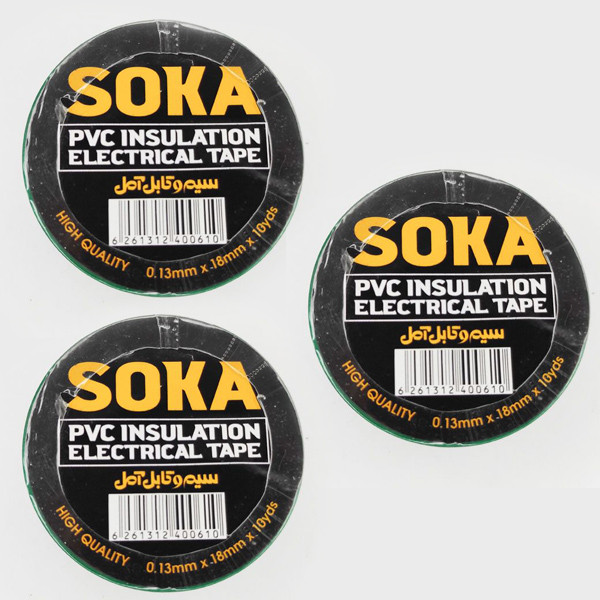 SOKA
PVC INSULATION
ELECTRICAL TAPE
سیم و کابل آمل
6 261312 400610
HIGH QUALITY 0.13mm x .18mm x 10yds
SOKA
PVC INSULATION
ELECTRICAL TAPE
سیم و کابل آمل
6 261312 400610
HIGH QUALITY 0.13mm x .18mm x 10yds
SOKA
PVC INSULATION
ELECTRICAL TAPE
سیم و کابل آمل
6 261312 400610
HIGH QUALITY 0.13mm x .18mm x 10yds